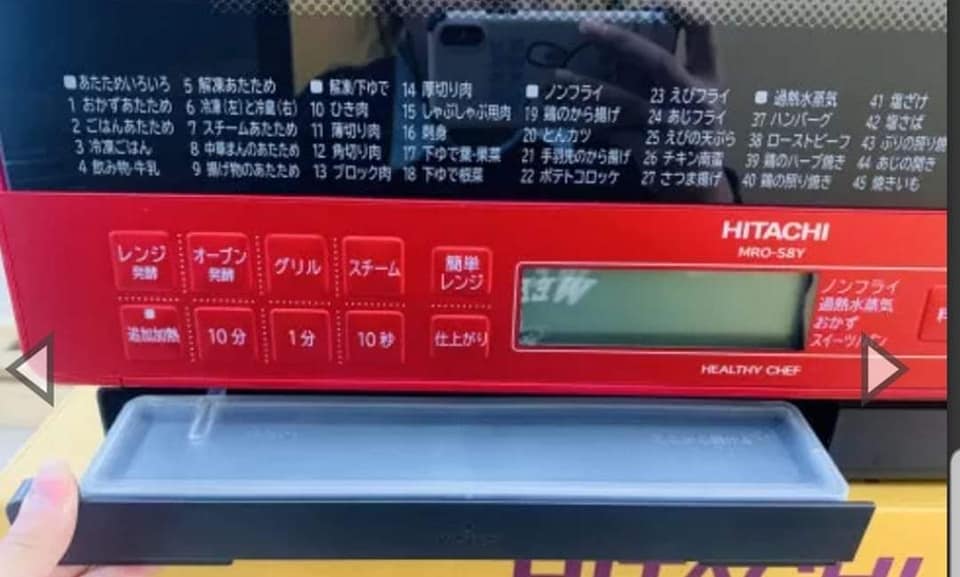 ■あたためいろいろ
1 おかずあたため
2 ごはんあたため
3 冷凍ごはん
4 飲み物・牛乳
5 解凍あたため
6 冷凍(左)と冷蔵(右)
7 スチームあたため
8 中華まんのあたため
9 揚げ物のあたため
■ 解凍/下ゆで
10 ひき肉
11 薄切り肉
12 角切り肉
13 ブロック肉
14 厚切り肉
15 しゃぶしゃぶ用肉
16 刺身
17 下ゆで葉・果菜
18 下ゆで根菜
■ ノンフライ
19 鶏のから揚げ
20 とんカツ
21 手羽先のから揚げ
22 ポテトコロッケ
23 えびフライ
24 あじフライ
25 えびの天ぷら
26 チキン南蛮
27 さつま揚げ
■ 過熱水蒸気
37 ハンバーグ
38 ローストビーフ
39 鶏のハーブ焼き
40 鶏の照り焼き
41 塩ざけ
42 塩さば
43 ぶりの照り焼
44 あじの開き
45 焼きいも
HITACHI
MRO-S8Y
レンジ
発酵
オーブン
発酵
グリル
スチーム
簡単
レンジ
追加加熱
10分
1分
10秒
仕上がり
ノンフライ
過熱水蒸気
おかず
スイーツ/パン
HEALTHY CHEF
HITACHI